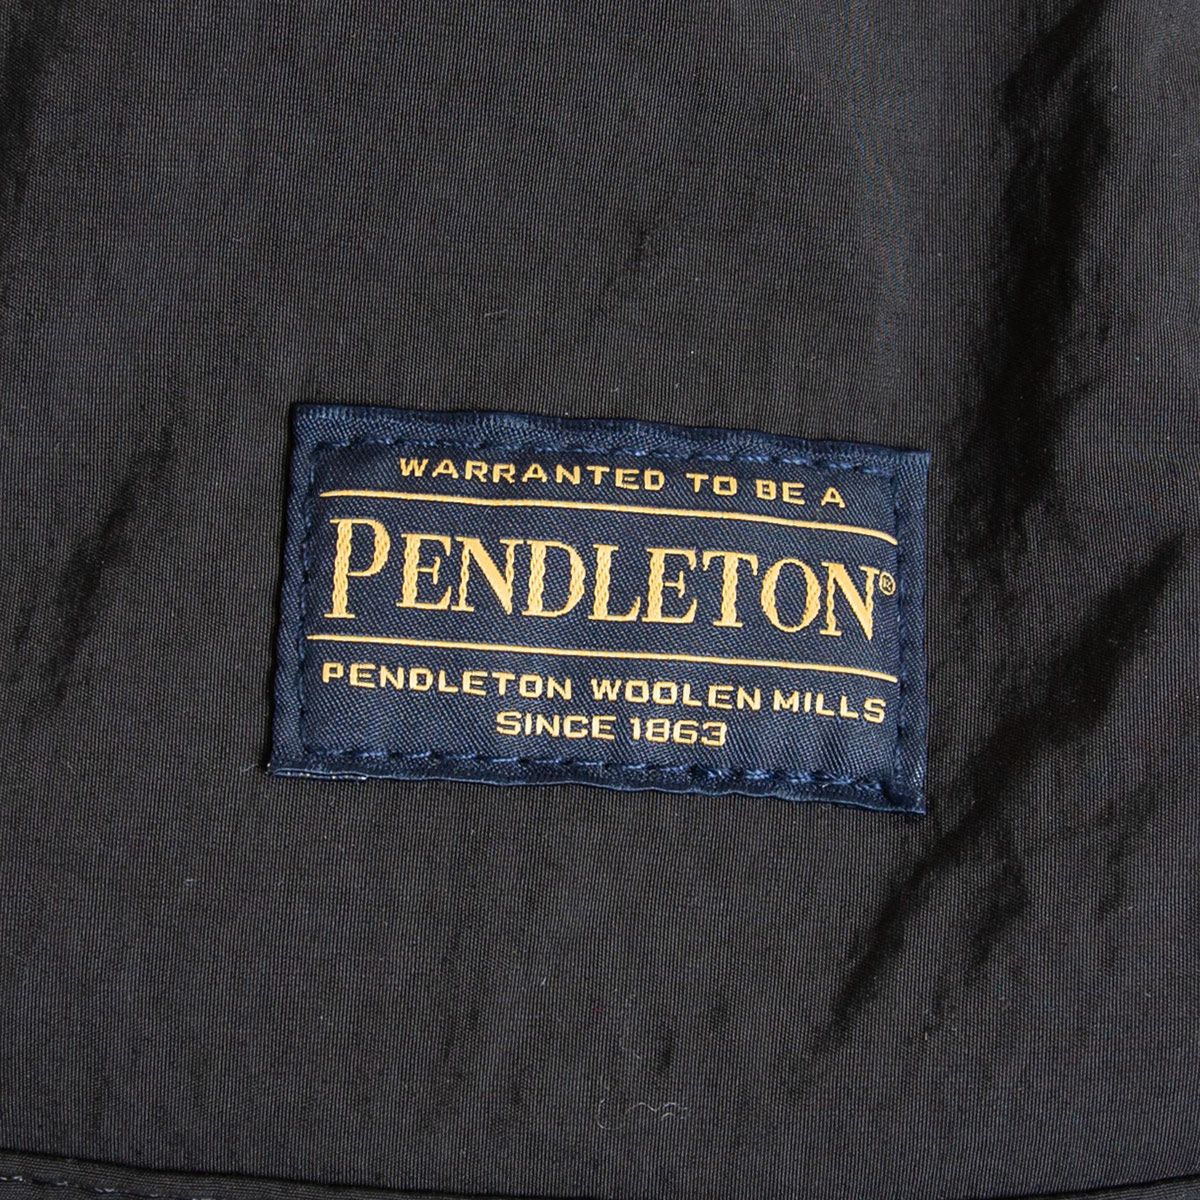 WARRANTED TO BE A
PENDLETON®
PENDLETON WOOLEN MILLS
SINCE 1863